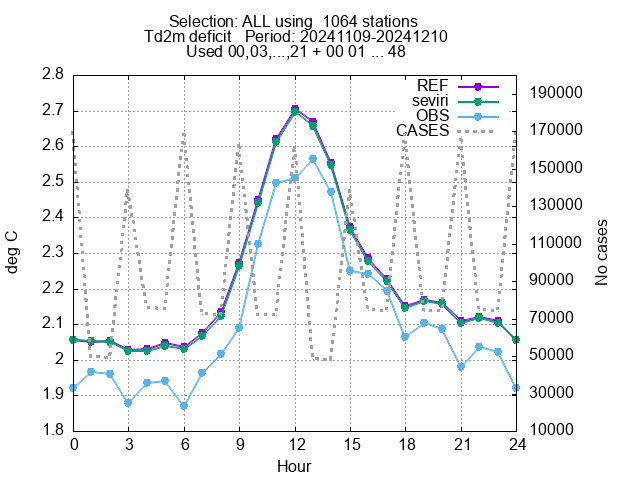 Selection: ALL using  1064 stations
Td2m deficit   Period: 20241109-20241210
Used 00,03,...,21 + 00 01 ... 48
REF
seviri
OBS
CASES
2.8
2.7
2.6
2.5
2.4
2.3
2.2
2.1
2
1.9
1.8
deg C
190000
170000
150000
130000
110000
90000
70000
50000
30000
10000
No cases
0 3 6 9 12 15 18 21 24
Hour